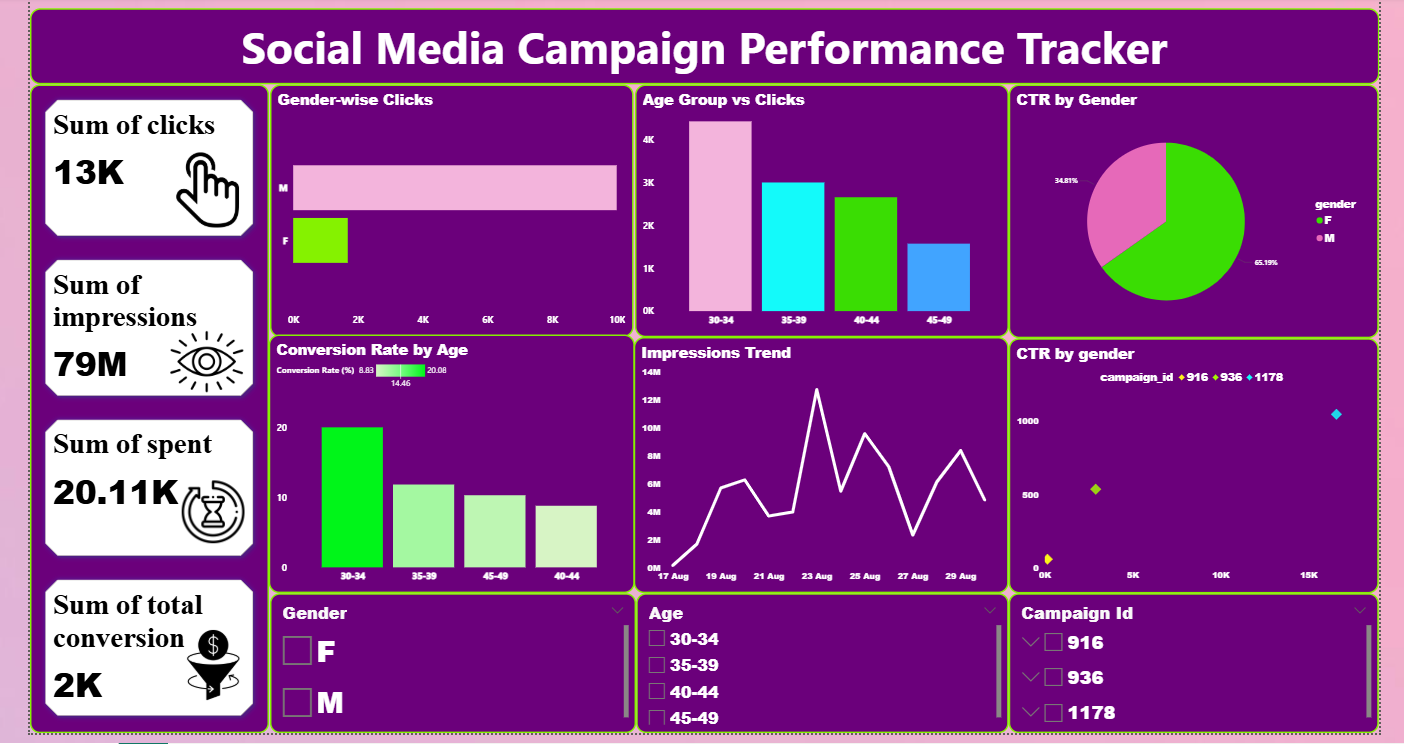 Social Media Campaign Performance Tracker
Sum of clicks
13K
Sum of
impressions
79M
Sum of spent
20.11K
Sum of total
conversion
$
2K
Gender-wise Clicks
M
F
0K 2K 4K 6K 8K 10K
Age Group vs Clicks
4K
3K
2K
1K
0K
30-34 35-39 40-44 45-49
CTR by Gender
34.81%
65.19%
gender
F
M
Conversion Rate by Age
Conversion Rate (%) 8.83 20.08
14.46
20
10
0
30-34 35-39 45-49 40-44
Impressions Trend
14M
12M
10M
8M
6M
4M
2M
0M
17 Aug 19 Aug 21 Aug 23 Aug 25 Aug 27 Aug 29 Aug
CTR by gender
campaign_id 916 936 1178
1000
500
0
0K 5K 10K 15K
Gender
F
M
Age
30-34
35-39
40-44
45-49
Campaign Id
916
936
1178